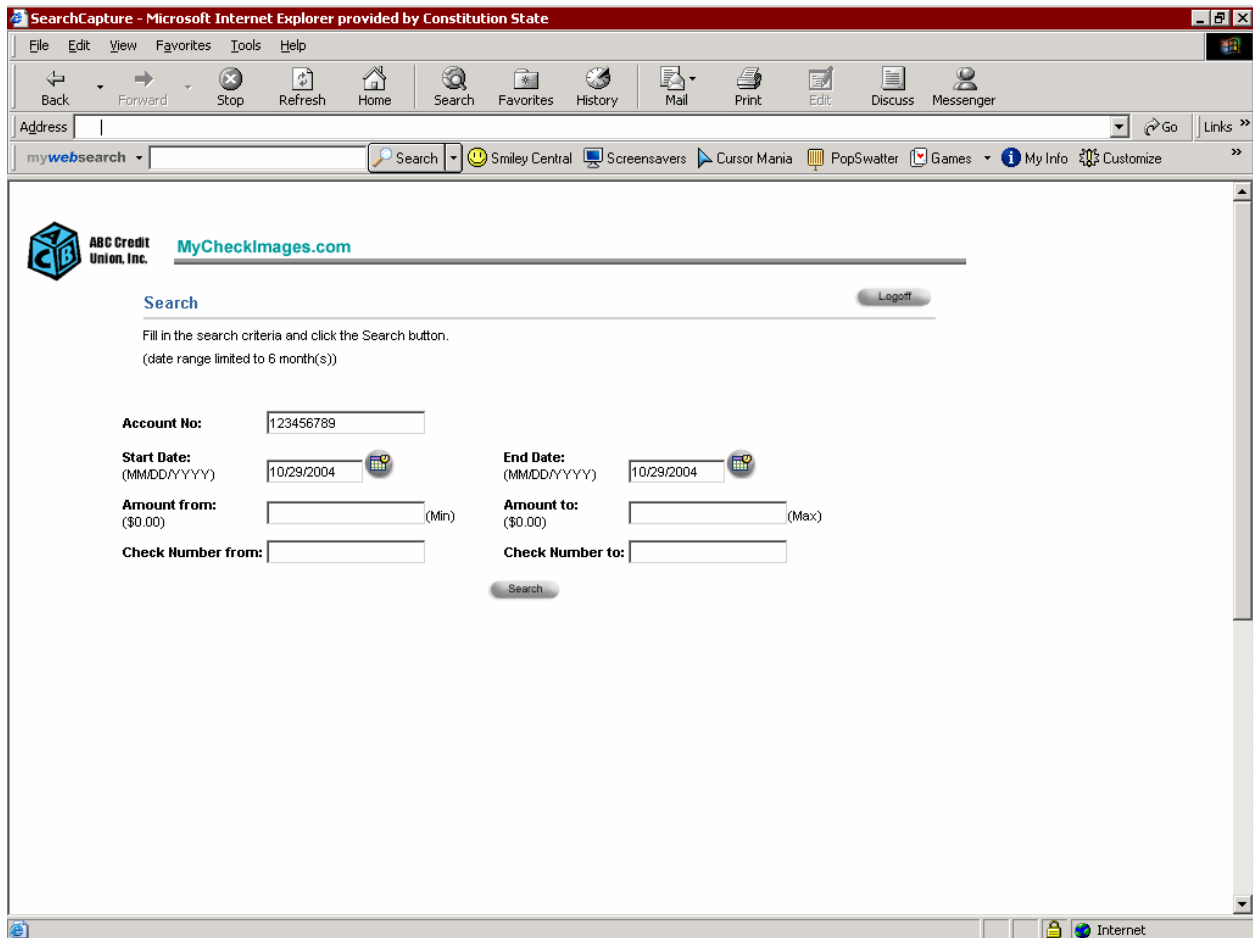 SearchCapture - Microsoft Internet Explorer provided by Constitution State
File Edit View Favorites Tools Help
Back Forward Stop Refresh Home Search Favorites History Mail Print Edit Discuss Messenger
Address Go Links »
mywebsearch Search Smiley Central Screensavers Cursor Mania PopSwatter Games My Info Customize »
ABC Credit
Union, Inc.
MyCheckImages.com
ACB
Search Logoff
Fill in the search criteria and click the Search button.
(date range limited to 6 month(s))
Account No: 123456789
Start Date: End Date:
(MM/DD/YYYY) 10/29/2004 (MM/DD/YYYY) 10/29/2004
Amount from: Amount to:
($0.00) (Min) ($0.00) (Max)
Check Number from: Check Number to:
Search
Internet